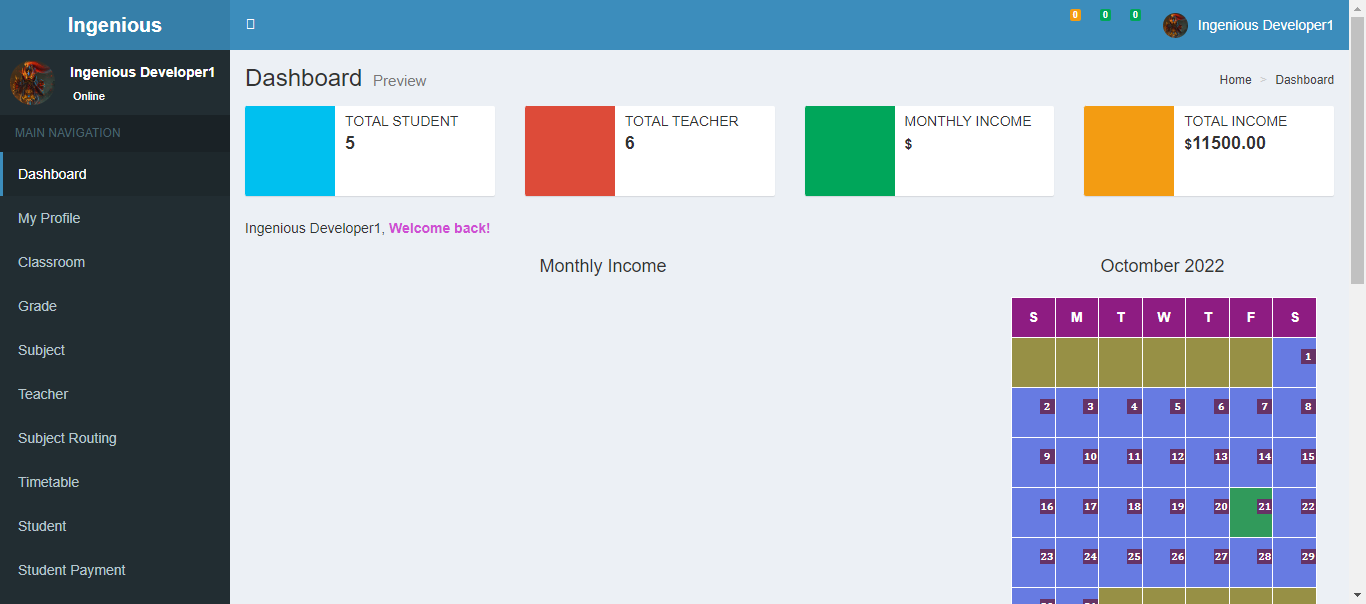 Ingenious
0 0 0 Ingenious Developer1
Ingenious Developer1
Online
MAIN NAVIGATION
Dashboard
My Profile
Classroom
Grade
Subject
Teacher
Subject Routing
Timetable
Student
Student Payment
Dashboard Preview
Home > Dashboard
TOTAL STUDENT
5
TOTAL TEACHER
6
MONTHLY INCOME
$
TOTAL INCOME
$11500.00
Ingenious Developer1, Welcome back!
Monthly Income
Octomber 2022
S M T W T F S
1
2 3 4 5 6 7 8
9 10 11 12 13 14 15
16 17 18 19 20 21 22
23 24 25 26 27 28 29